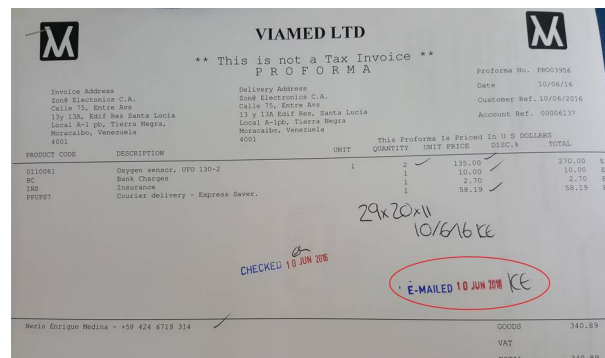 VIAMED LTD
** This is not a Tax Invoice **
P R O F O R M A
Proforma No. PRO03956
Date 10/06/16
Customer Ref. 10/06/2016
Account Ref. 00006137
Invoice Address
Zon@ Electonics C.A.
Calle 75, Entre Avs
13y 13A, Edif Res Santa Lucia
Local A-1 pb, Tierra Negra,
Moracaibo, Venezuela
4001
Delivery Address
Zon@ Electronics C.A.
Calle 75, Entre Avs
13 y 13A Edif Res, Santa Lucia
Local A-1pb, Tierra Negra
Moracaibo, Venezuela
4001
This Proforma Is Priced In U S DOLLARS
PRODUCT CODE DESCRIPTION UNIT QUANTITY UNIT PRICE DISC.% TOTAL
0110081 Oxygen sensor, UFO 130-2 1 2 135.00 270.00 E
BC Bank Charges 1 10.00 10.00 E
INS Insurance 1 2.70 2.70 E
PPUPS7 Courier delivery - Express Saver. 1 58.19 58.19 E
29x20x11
10/6/16 KE
CHECKED 10 JUN 2016
E-MAILED 10 JUN 2016 KE
Nerio Enrique Medina - +58 424 6719 314
GOODS 340.89
VAT
TOTAL 340.89